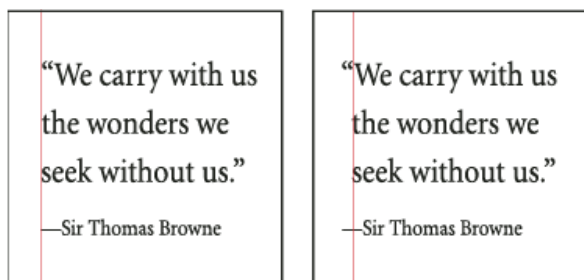 “We carry with us
the wonders we
seek without us.”
—Sir Thomas Browne
“We carry with us
the wonders we
seek without us.”
—Sir Thomas Browne